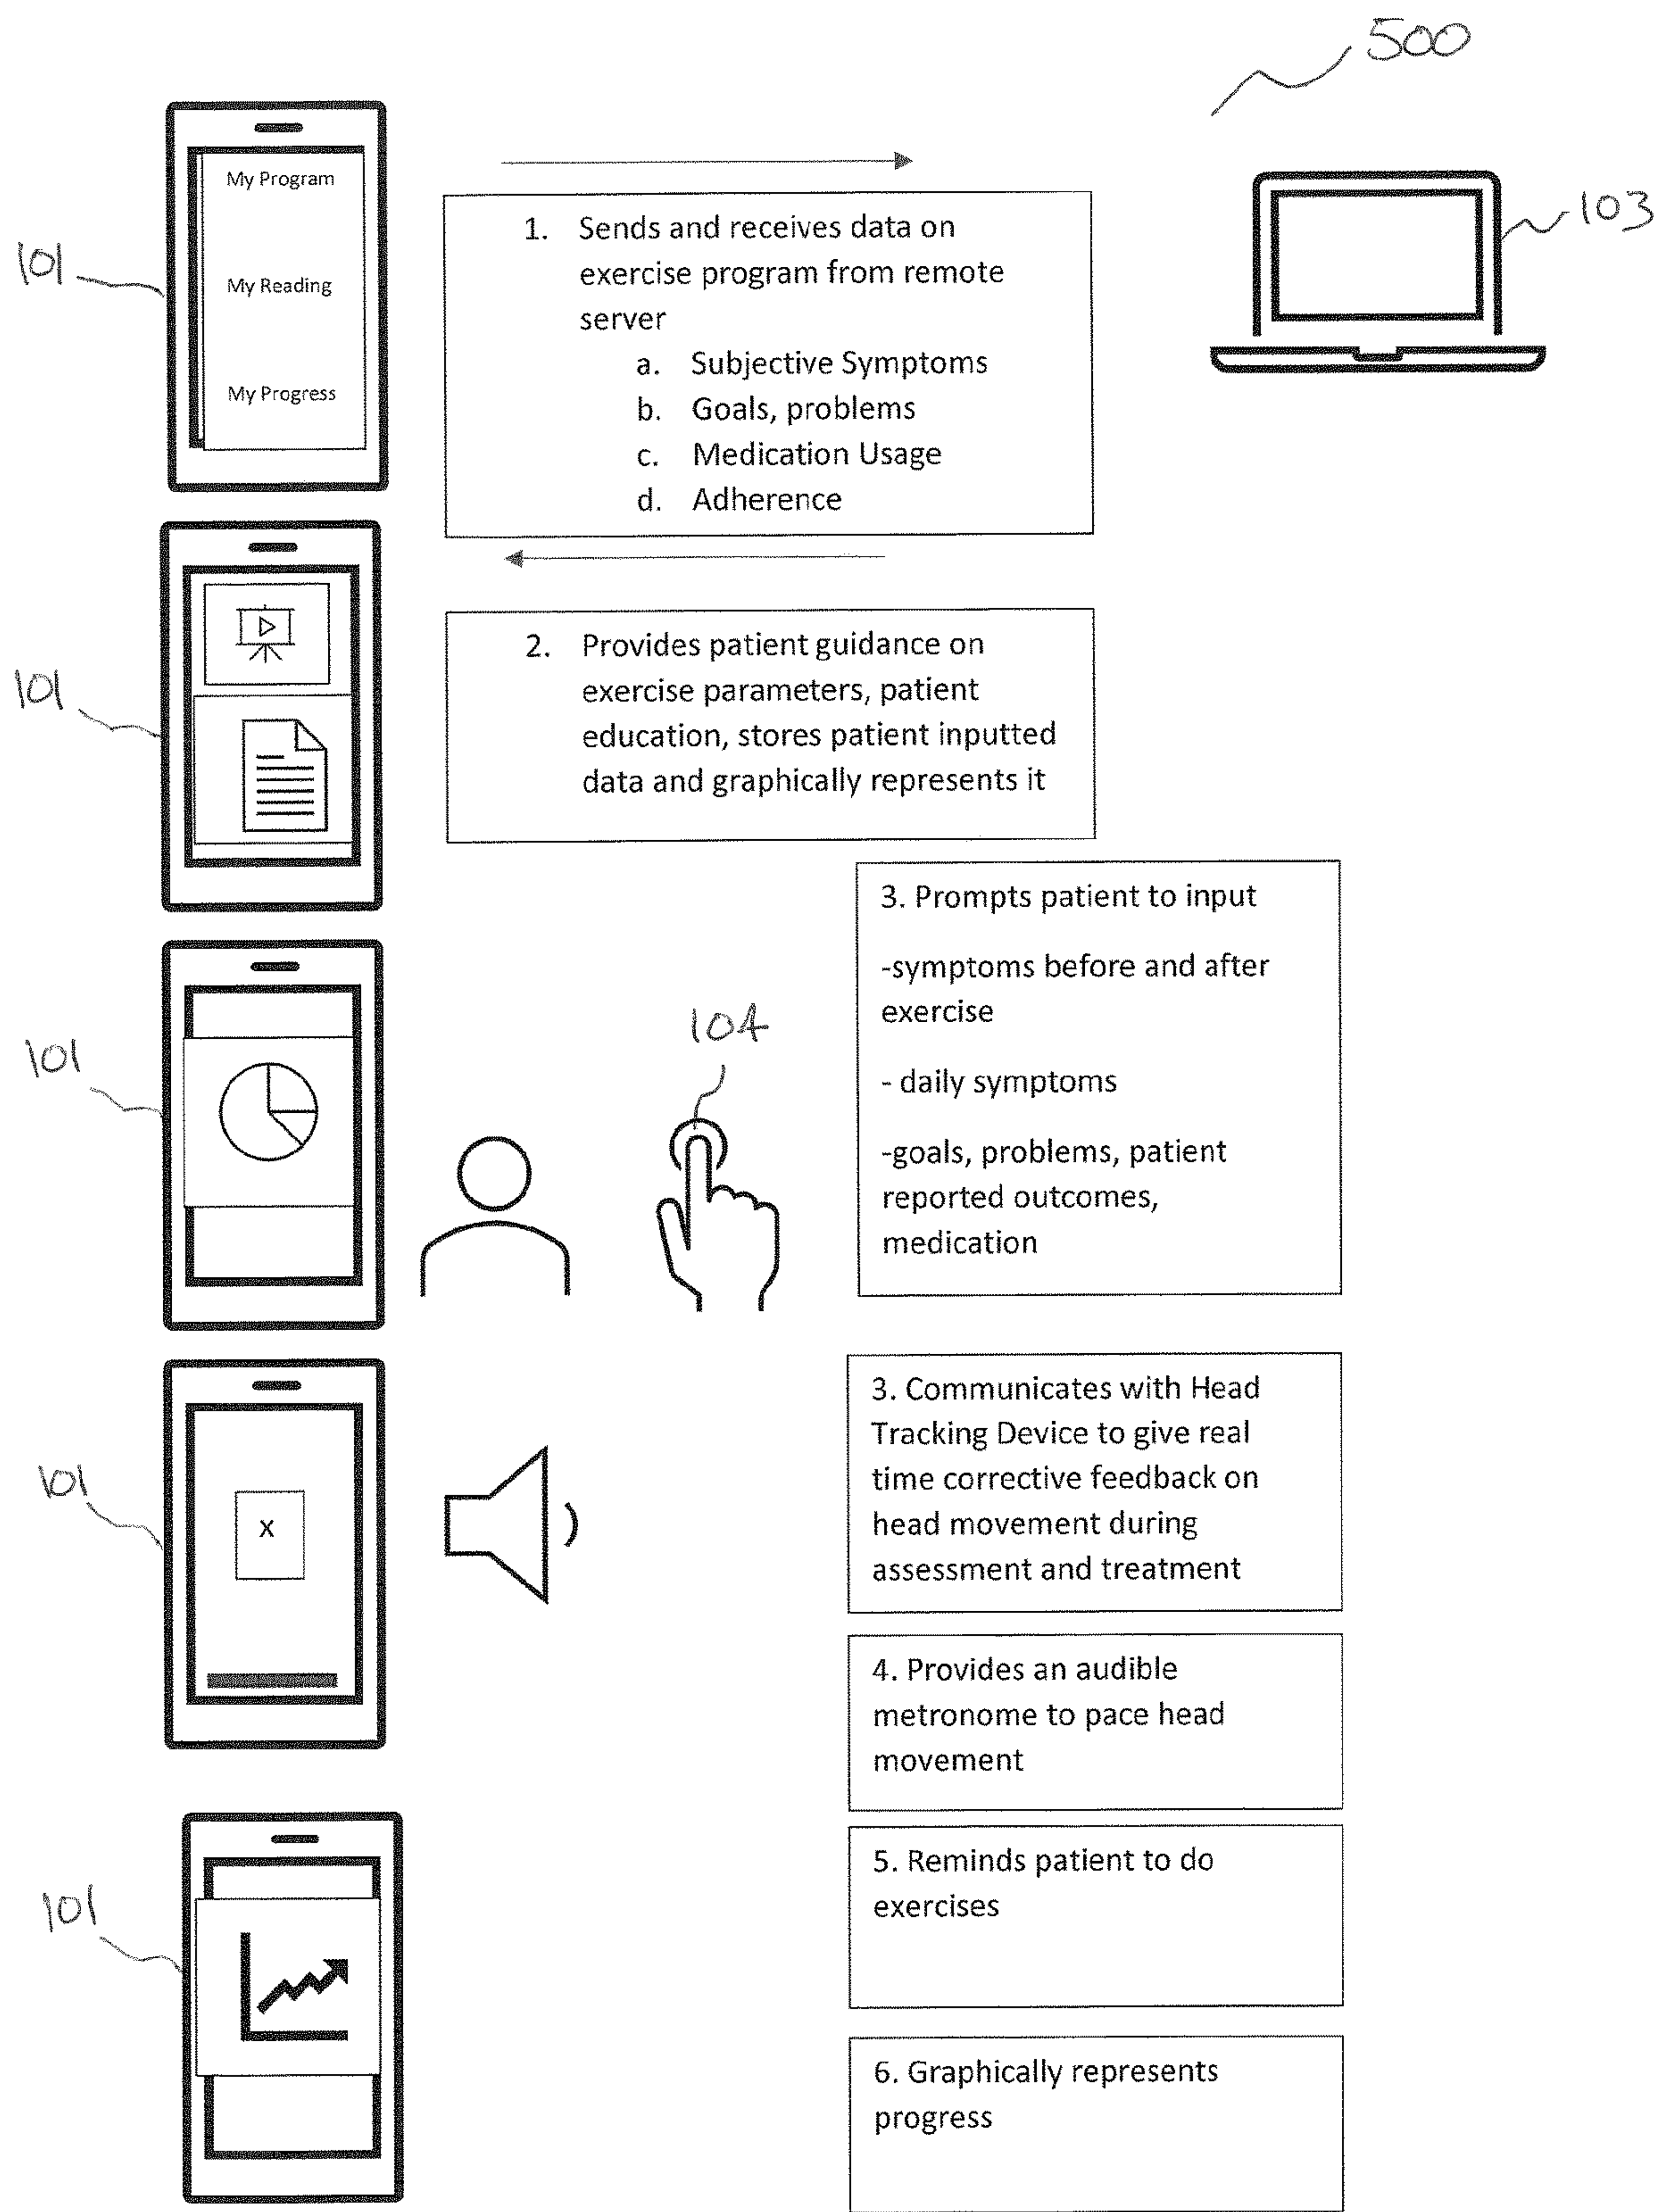 500
My Program
My Reading
My Progress
101
1. Sends and receives data on
exercise program from remote
server
a. Subjective Symptoms
b. Goals, problems
c. Medication Usage
d. Adherence
103
101
2. Provides patient guidance on
exercise parameters, patient
education, stores patient inputted
data and graphically represents it
101
104
3. Prompts patient to input
-symptoms before and after
exercise
- daily symptoms
-goals, problems, patient
reported outcomes,
medication
101
X
3. Communicates with Head
Tracking Device to give real
time corrective feedback on
head movement during
assessment and treatment
4. Provides an audible
metronome to pace head
movement
101
5. Reminds patient to do
exercises
6. Graphically represents
progress